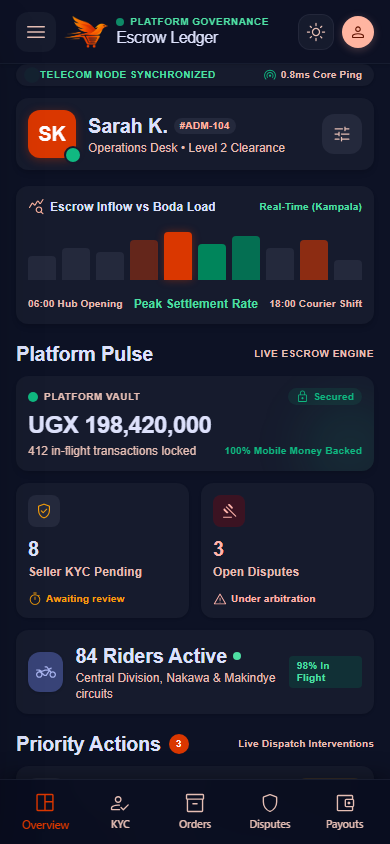 PLATFORM GOVERNANCE
Escrow Ledger
TELECOM NODE SYNCHRONIZED
0.8ms Core Ping
SK
Sarah K. #ADM-104
Operations Desk • Level 2 Clearance
Escrow Inflow vs Boda Load
Real-Time (Kampala)
06:00 Hub Opening
Peak Settlement Rate
18:00 Courier Shift
Platform Pulse
LIVE ESCROW ENGINE
PLATFORM VAULT
Secured
UGX 198,420,000
412 in-flight transactions locked
100% Mobile Money Backed
8
Seller KYC Pending
Awaiting review
3
Open Disputes
Under arbitration
84 Riders Active
Central Division, Nakawa & Makindye
circuits
98% In
Flight
Priority Actions 3
Live Dispatch Interventions
Overview
KYC
Orders
Disputes
Payouts